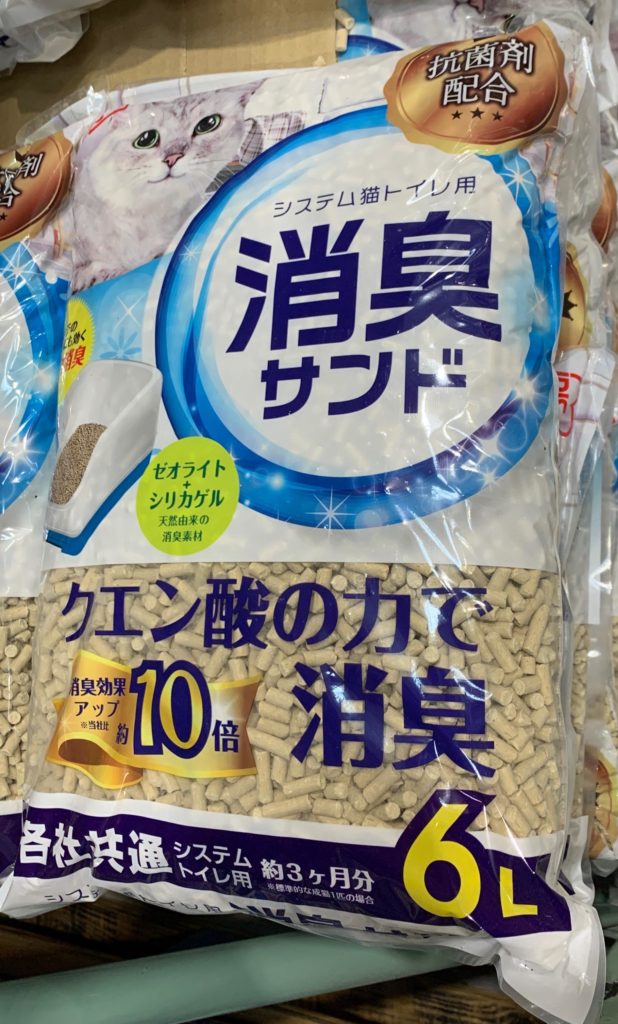 抗菌剤
配合
システム猫トイレ用
消臭
サンド
消臭
ゼオライト
+
シリカゲル
天然由来の
消臭素材
クエン酸の力で
消臭
消臭効果
アップ
※当社比
約10倍
各社共通
システム
トイレ用
約3ヶ月分
※標準的な成猫1匹の場合
6L